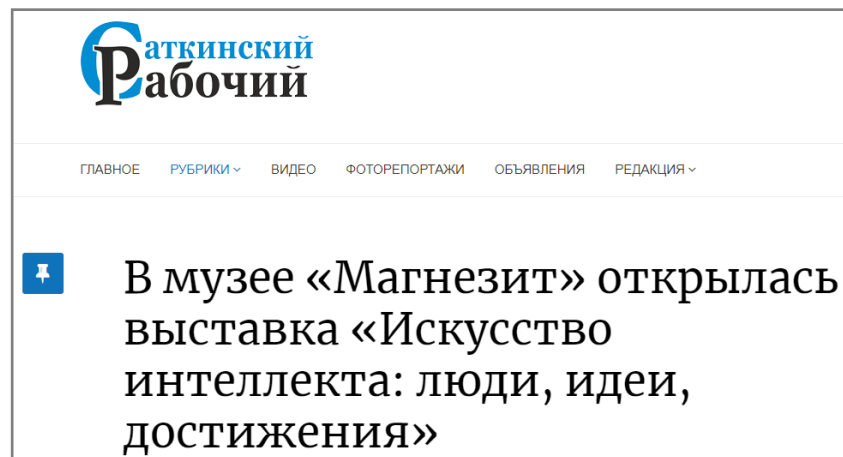 Саткинский
Рабочий
ГЛАВНОЕ РУБРИКИ ВИДЕО ФОТОРЕПОРТАЖИ ОБЪЯВЛЕНИЯ РЕДАКЦИЯ
В музее «Магнезит» открылась
выставка «Искусство
интеллекта: люди, идеи,
достижения»